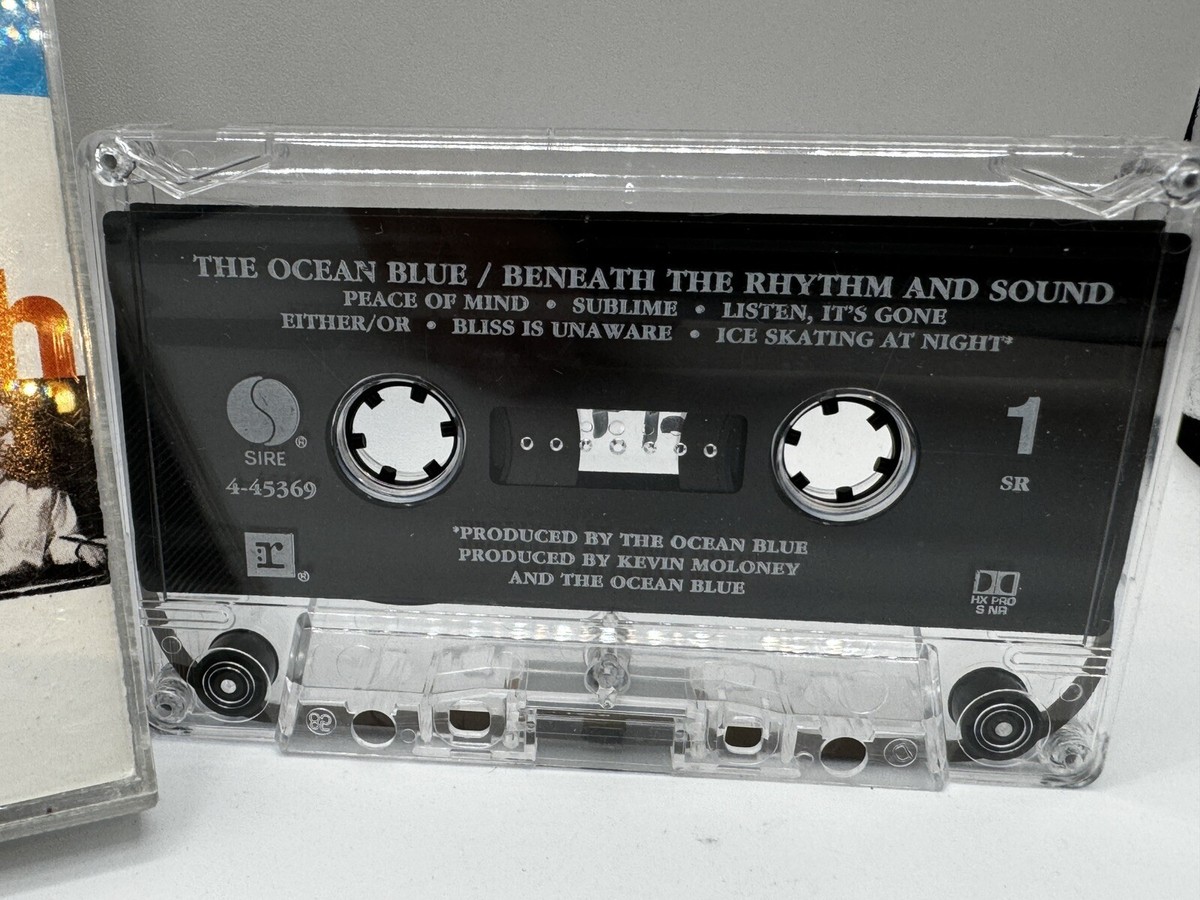 h
THE OCEAN BLUE / BENEATH THE RHYTHM AND SOUND
PEACE OF MIND • SUBLIME • LISTEN, IT'S GONE
EITHER/OR • BLISS IS UNAWARE • ICE SKATING AT NIGHT*
SIRE ®
4-45369
1
SR
r ®
*PRODUCED BY THE OCEAN BLUE
PRODUCED BY KEVIN MOLONEY
AND THE OCEAN BLUE
HX PRO
S NR